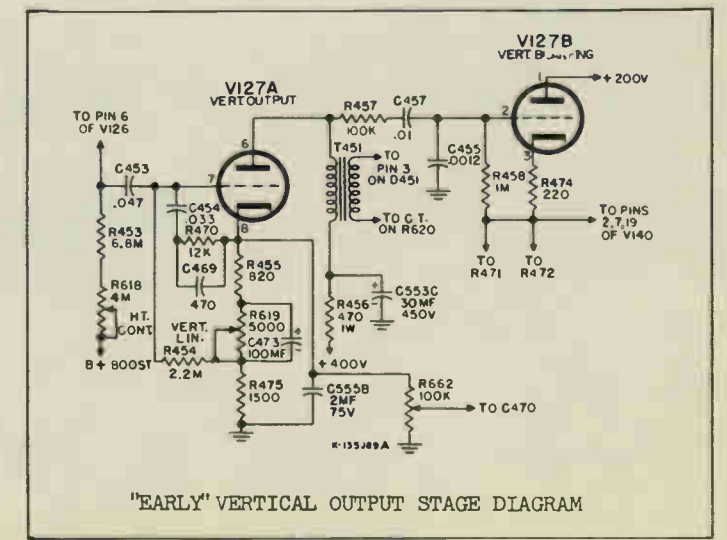 V127B
VERT.
1
+ 200V
V127A
VERT OUTPUT
TO PIN 6
OF V126
R457
100K
C457
.01
6
7
8
2
3
C453
.047
T451
TO
PIN 3
ON D451
TO C.T.
ON R620
C455
.0012
R458
1M
R474
220
TO PINS
2,7,19
OF V140
C454
.033
R470
12K
C469
470
R453
6.8M
R618
4M
HT.
CONT.
B + BOOST
R455
820
R619
5000
VERT.
LIN.
C473
100MF
R454
2.2M
R475
1500
R456
470
1W
+ 400V
C553C
30 MF
450V
TO
R471
TO
R472
C555B
2MF
75V
R662
100K
TO C470
K-135J89A
"EARLY" VERTICAL OUTPUT STAGE DIAGRAM